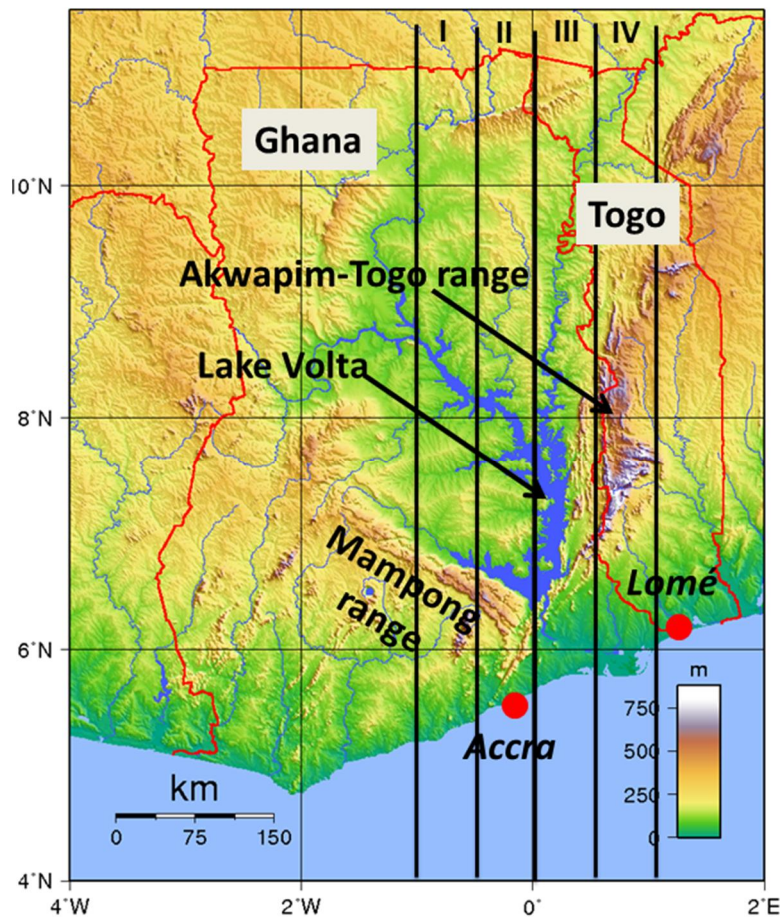 I II III IV
Ghana
10°N
Togo
Akwapim-Togo range
Lake Volta
8°N
Mampong
range
Lomé
6°N
m
750
500
250
0
Accra
km
0 75 150
4°N
4°W 2°W 0° 2°E